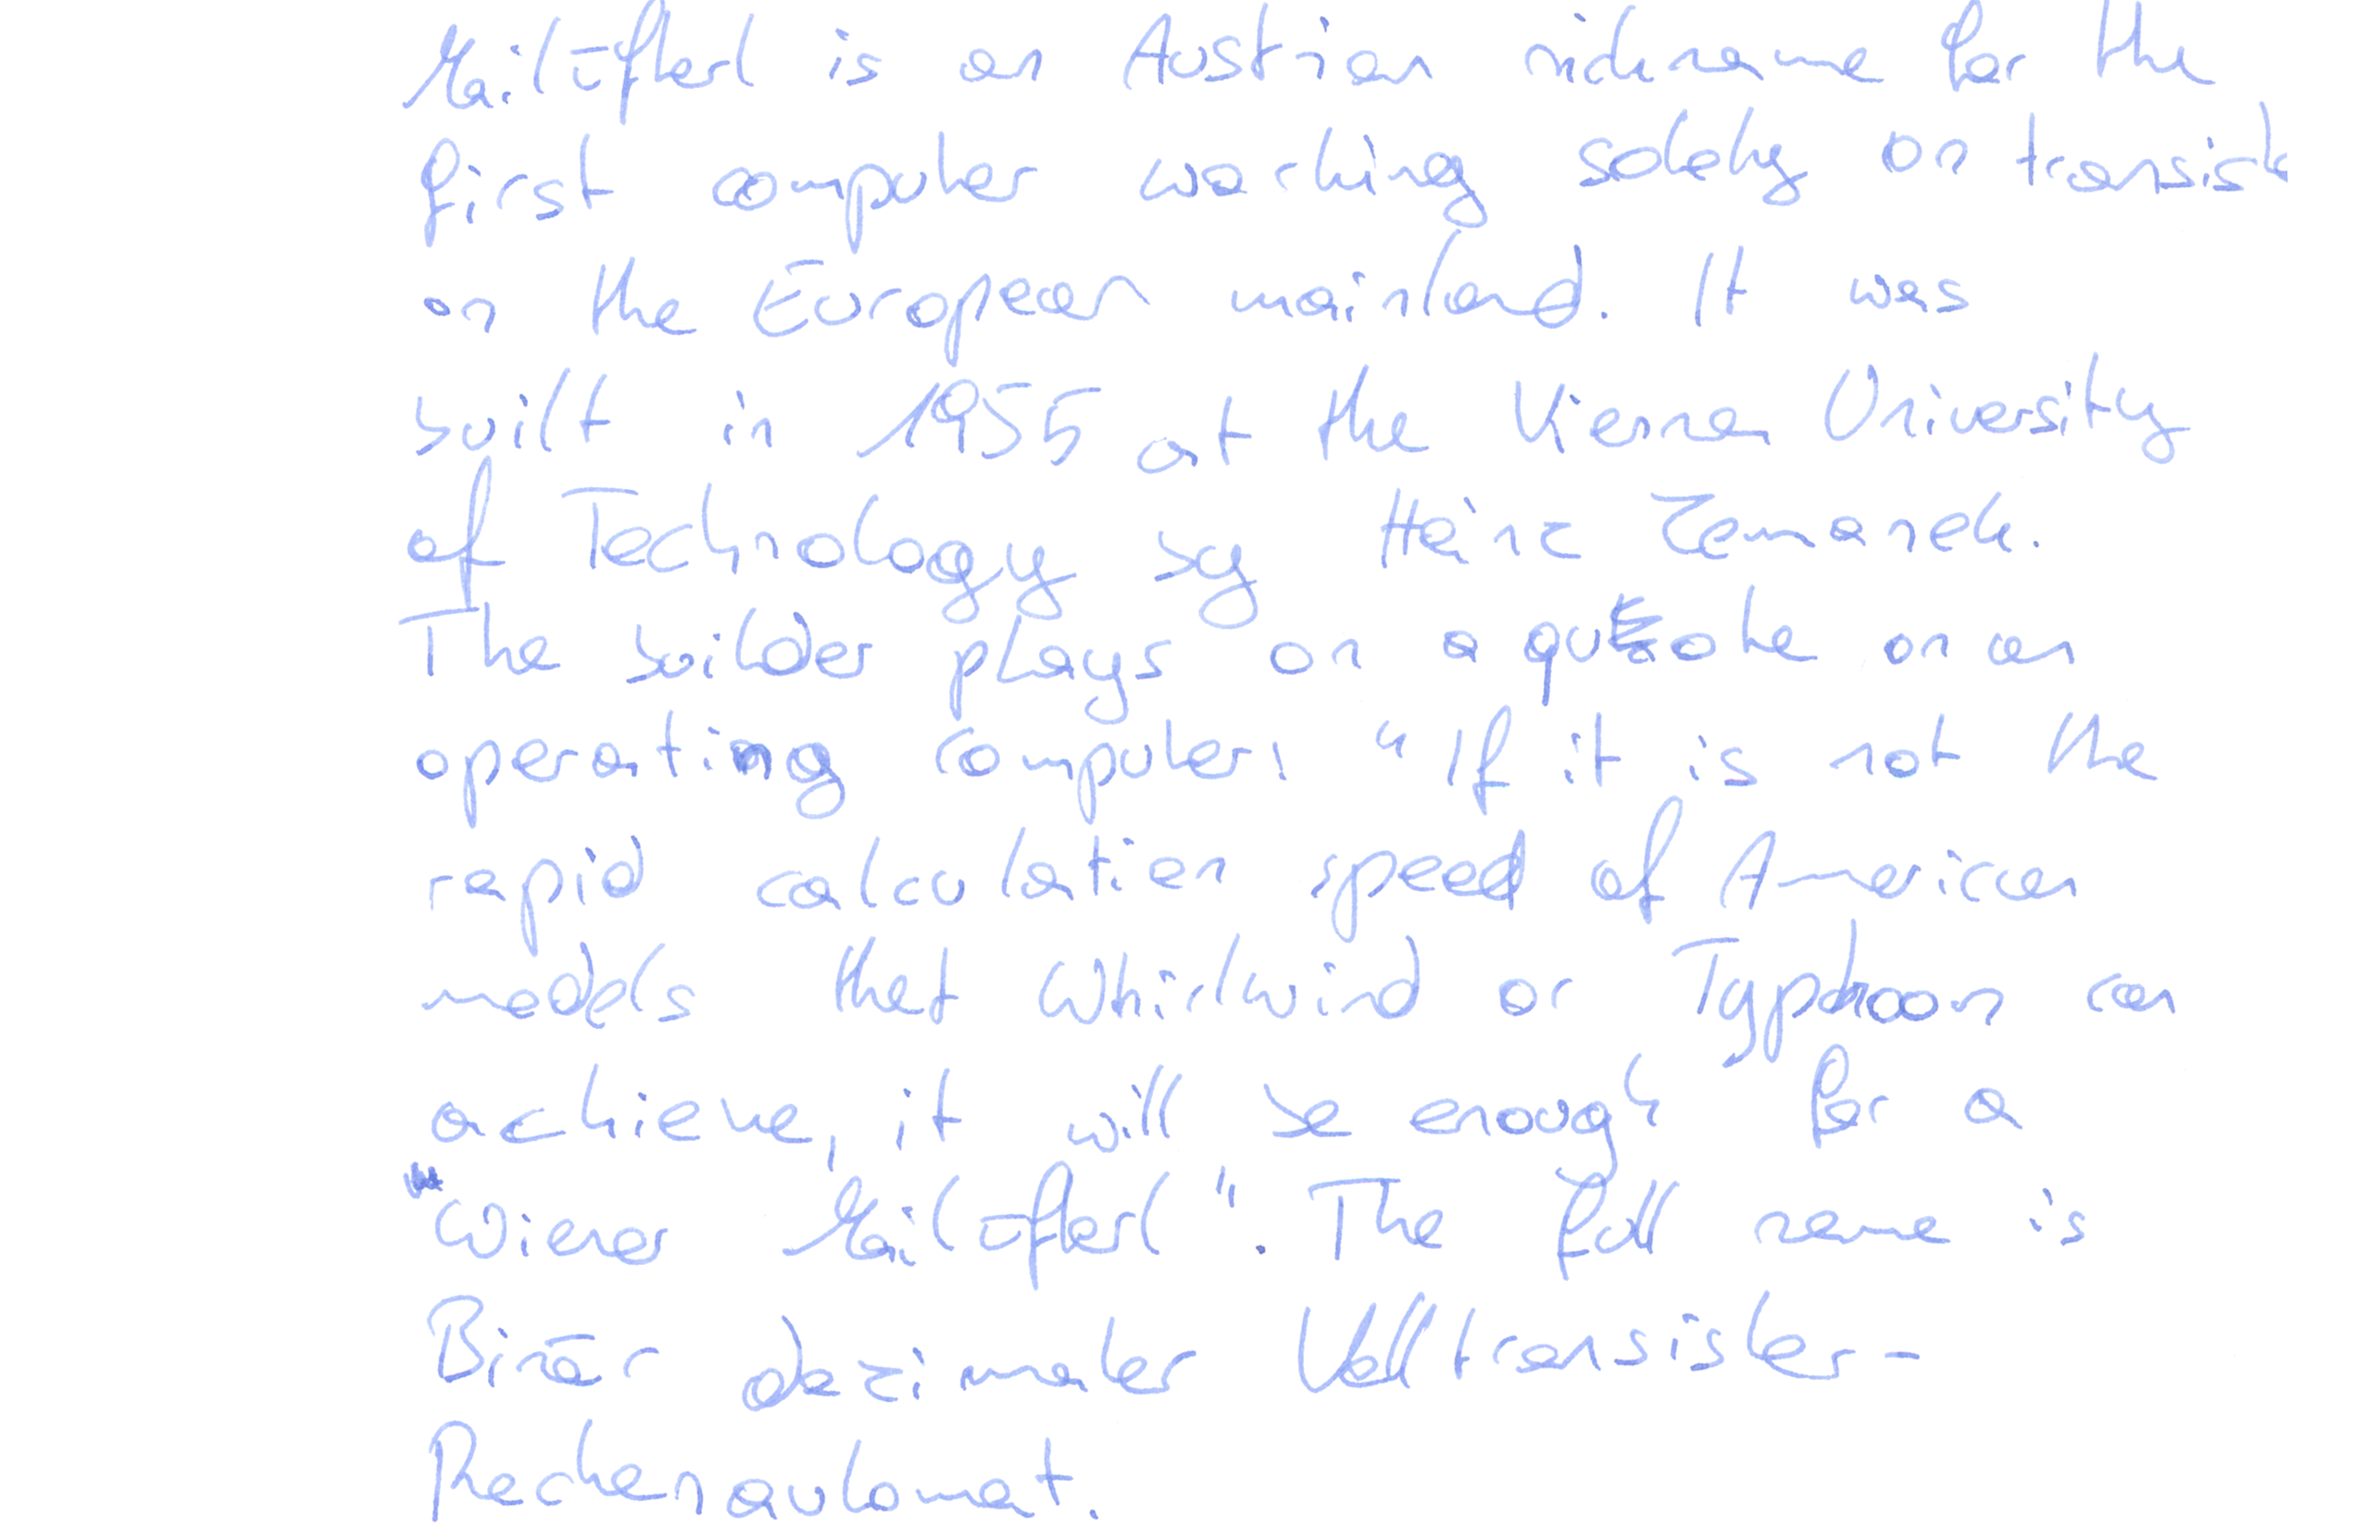 Mailüfterl is an Austrian nickname for the
first computer working solely on transisto
on the European mainland. It was
built in 1955 at the Vienna University
of Technology by Heinz Zemanek.
The builder plays on a quote on an
operating computer: "If it is not the
rapid calculation speed of American
models that Whirlwind or Typhoon can
achieve, it will be enough for a
"Wiener Mailüfterl". The full name is
Binär dezimaler Volltransistor-
Rechenautomat.